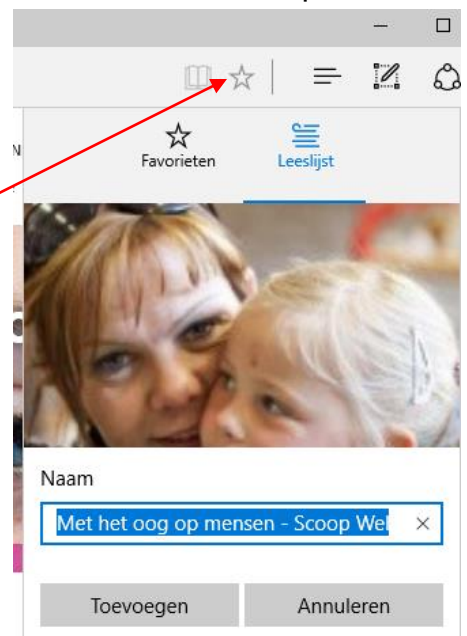 N
Favorieten
Leeslijst
Naam
Met het oog op mensen - Scoop Wel
Toevoegen
Annuleren